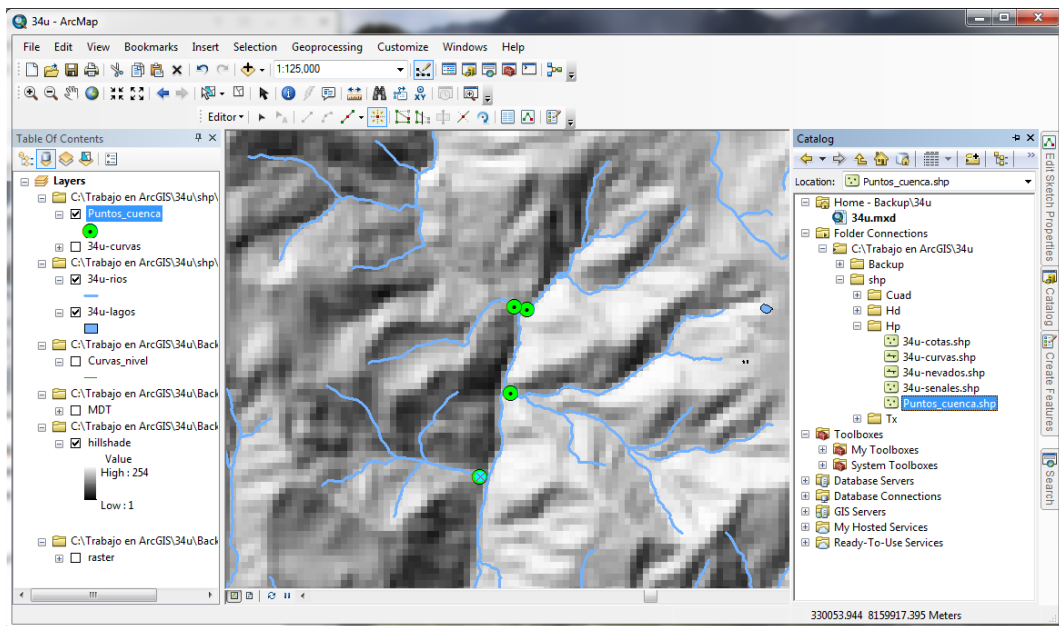 34u - ArcMap
File Edit View Bookmarks Insert Selection Geoprocessing Customize Windows Help
1:125,000
Editor
Table Of Contents
Layers
C:\Trabajo en ArcGIS\34u\shp\
Puntos_cuenca
34u-curvas
C:\Trabajo en ArcGIS\34u\shp\
34u-rios
34u-lagos
C:\Trabajo en ArcGIS\34u\Back
Curvas_nivel
C:\Trabajo en ArcGIS\34u\Back
MDT
C:\Trabajo en ArcGIS\34u\Back
hillshade
Value
High : 254
Low : 1
C:\Trabajo en ArcGIS\34u\Back
raster
Catalog
Location: Puntos_cuenca.shp
Home - Backup\34u
34u.mxd
Folder Connections
C:\Trabajo en ArcGIS\34u
Backup
shp
Cuad
Hd
Hp
34u-cotas.shp
34u-curvas.shp
34u-nevados.shp
34u-senales.shp
Puntos_cuenca.shp
Tx
Toolboxes
My Toolboxes
System Toolboxes
Database Servers
Database Connections
GIS Servers
My Hosted Services
Ready-To-Use Services
Edit Sketch Properties
Catalog
Create Features
Search
330053.944 8159917.395 Meters